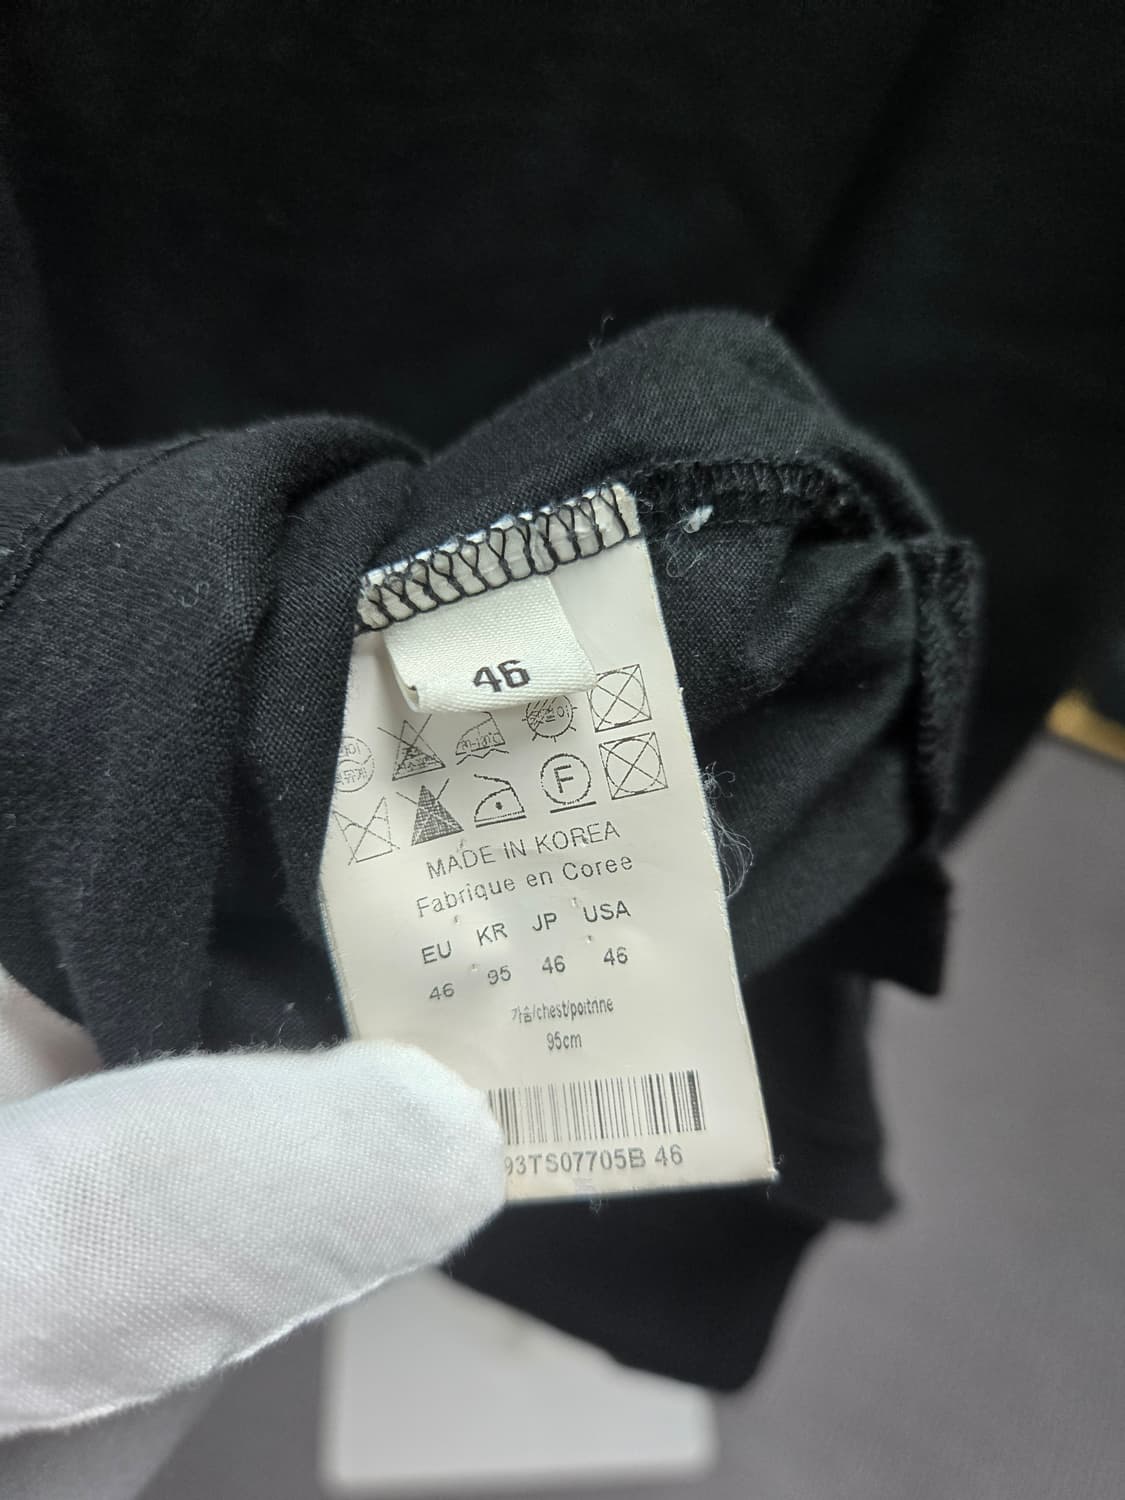 46
F
MADE IN KOREA
Fabrique en Coree
EU KR JP USA
46 95 46 46
가슴/chest/poitrine
95cm
93TS07705B 46